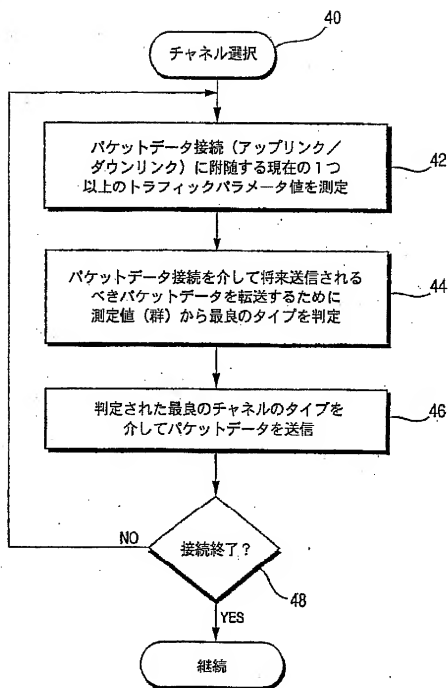 40
チャネル選択
パケットデータ接続（アップリンク／
ダウンリンク）に附随する現在の1つ
以上のトラフィックパラメータ値を測定
42
パケットデータ接続を介して将来送信される
べきパケットデータを転送するために
測定値（群）から最良のタイプを判定
44
判定された最良のチャネルのタイプを
介してパケットデータを送信
46
NO
接続終了？
48
YES
継続